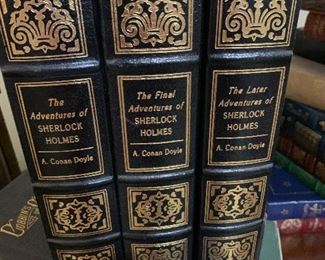 The
Adventures of
SHERLOCK
HOLMES
A. Conan Doyle
The Final
Adventures of
SHERLOCK
HOLMES
A. Conan Doyle
The Later
Adventures of
SHERLOCK
HOLMES
A. Conan Doyle